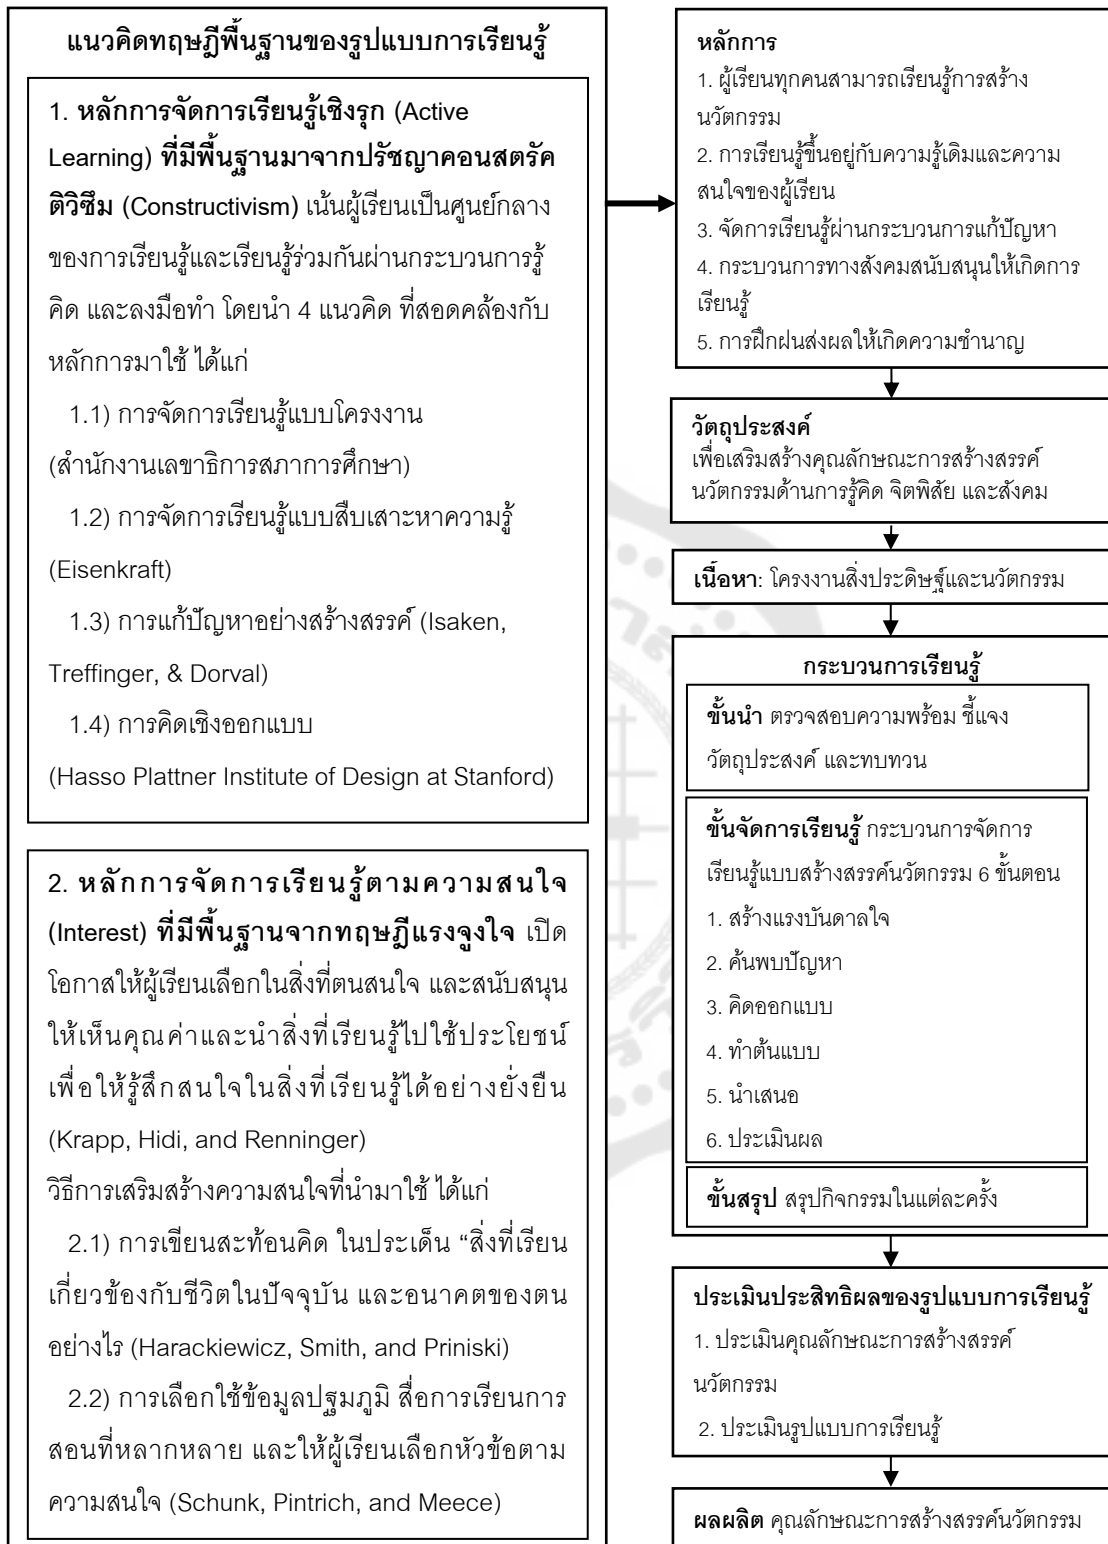 แนวคิดทฤษฎีพื้นฐานของรูปแบบการเรียนรู้
1. หลักการจัดการเรียนรู้เชิงรุก (Active
Learning) ที่มีพื้นฐานมาจากปรัชญาคอนสตรัค
ติวิซึม (Constructivism) เน้นผู้เรียนเป็นศูนย์กลาง
ของการเรียนรู้และเรียนรู้ร่วมกันผ่านกระบวนการรู้
คิด และลงมือทำ โดยนำ 4 แนวคิด ที่สอดคล้องกับ
หลักการมาใช้ ได้แก่
1.1) การจัดการเรียนรู้แบบโครงงาน
(สำนักงานเลขาธิการสภาการศึกษา)
1.2) การจัดการเรียนรู้แบบสืบเสาะหาความรู้
(Eisenkraft)
1.3) การแก้ปัญหาอย่างสร้างสรรค์ (Isaken,
Treffinger, & Dorval)
1.4) การคิดเชิงออกแบบ
(Hasso Plattner Institute of Design at Stanford)
2. หลักการจัดการเรียนรู้ตามความสนใจ
(Interest) ที่มีพื้นฐานจากทฤษฎีแรงจูงใจ เปิด
โอกาสให้ผู้เรียนเลือกในสิ่งที่ตนสนใจ และสนับสนุน
ให้เห็นคุณค่าและนำสิ่งที่เรียนรู้ไปใช้ประโยชน์
เพื่อให้รู้สึกสนใจในสิ่งที่เรียนรู้ได้อย่างยั่งยืน
(Krapp, Hidi, and Renninger)
วิธีการเสริมสร้างความสนใจที่นำมาใช้ ได้แก่
2.1) การเขียนสะท้อนคิด ในประเด็น “สิ่งที่เรียน
เกี่ยวข้องกับชีวิตในปัจจุบัน และอนาคตของตน
อย่างไร (Harackiewicz, Smith, and Priniski)
2.2) การเลือกใช้ข้อมูลปฐมภูมิ สื่อการเรียนการ
สอนที่หลากหลาย และให้ผู้เรียนเลือกหัวข้อตาม
ความสนใจ (Schunk, Pintrich, and Meece)
หลักการ
1. ผู้เรียนทุกคนสามารถเรียนรู้การสร้าง
นวัตกรรม
2. การเรียนรู้ขึ้นอยู่กับความรู้เดิมและความ
สนใจของผู้เรียน
3. จัดการเรียนรู้ผ่านกระบวนการแก้ปัญหา
4. กระบวนการทางสังคมสนับสนุนให้เกิดการ
เรียนรู้
5. การฝึกฝนส่งผลให้เกิดความชำนาญ
วัตถุประสงค์
เพื่อเสริมสร้างคุณลักษณะการสร้างสรรค์
นวัตกรรมด้านการรู้คิด จิตพิสัย และสังคม
เนื้อหา: โครงงานสิ่งประดิษฐ์และนวัตกรรม
กระบวนการเรียนรู้
ขั้นนำ ตรวจสอบความพร้อม ชี้แจง
วัตถุประสงค์ และทบทวน
ขั้นจัดการเรียนรู้ กระบวนการจัดการ
เรียนรู้แบบสร้างสรรค์นวัตกรรม 6 ขั้นตอน
1. สร้างแรงบันดาลใจ
2. ค้นพบปัญหา
3. คิดออกแบบ
4. ทำต้นแบบ
5. นำเสนอ
6. ประเมินผล
ขั้นสรุป สรุปกิจกรรมในแต่ละครั้ง
ประเมินประสิทธิผลของรูปแบบการเรียนรู้
1. ประเมินคุณลักษณะการสร้างสรรค์
นวัตกรรม
2. ประเมินรูปแบบการเรียนรู้
ผลผลิต คุณลักษณะการสร้างสรรค์นวัตกรรม